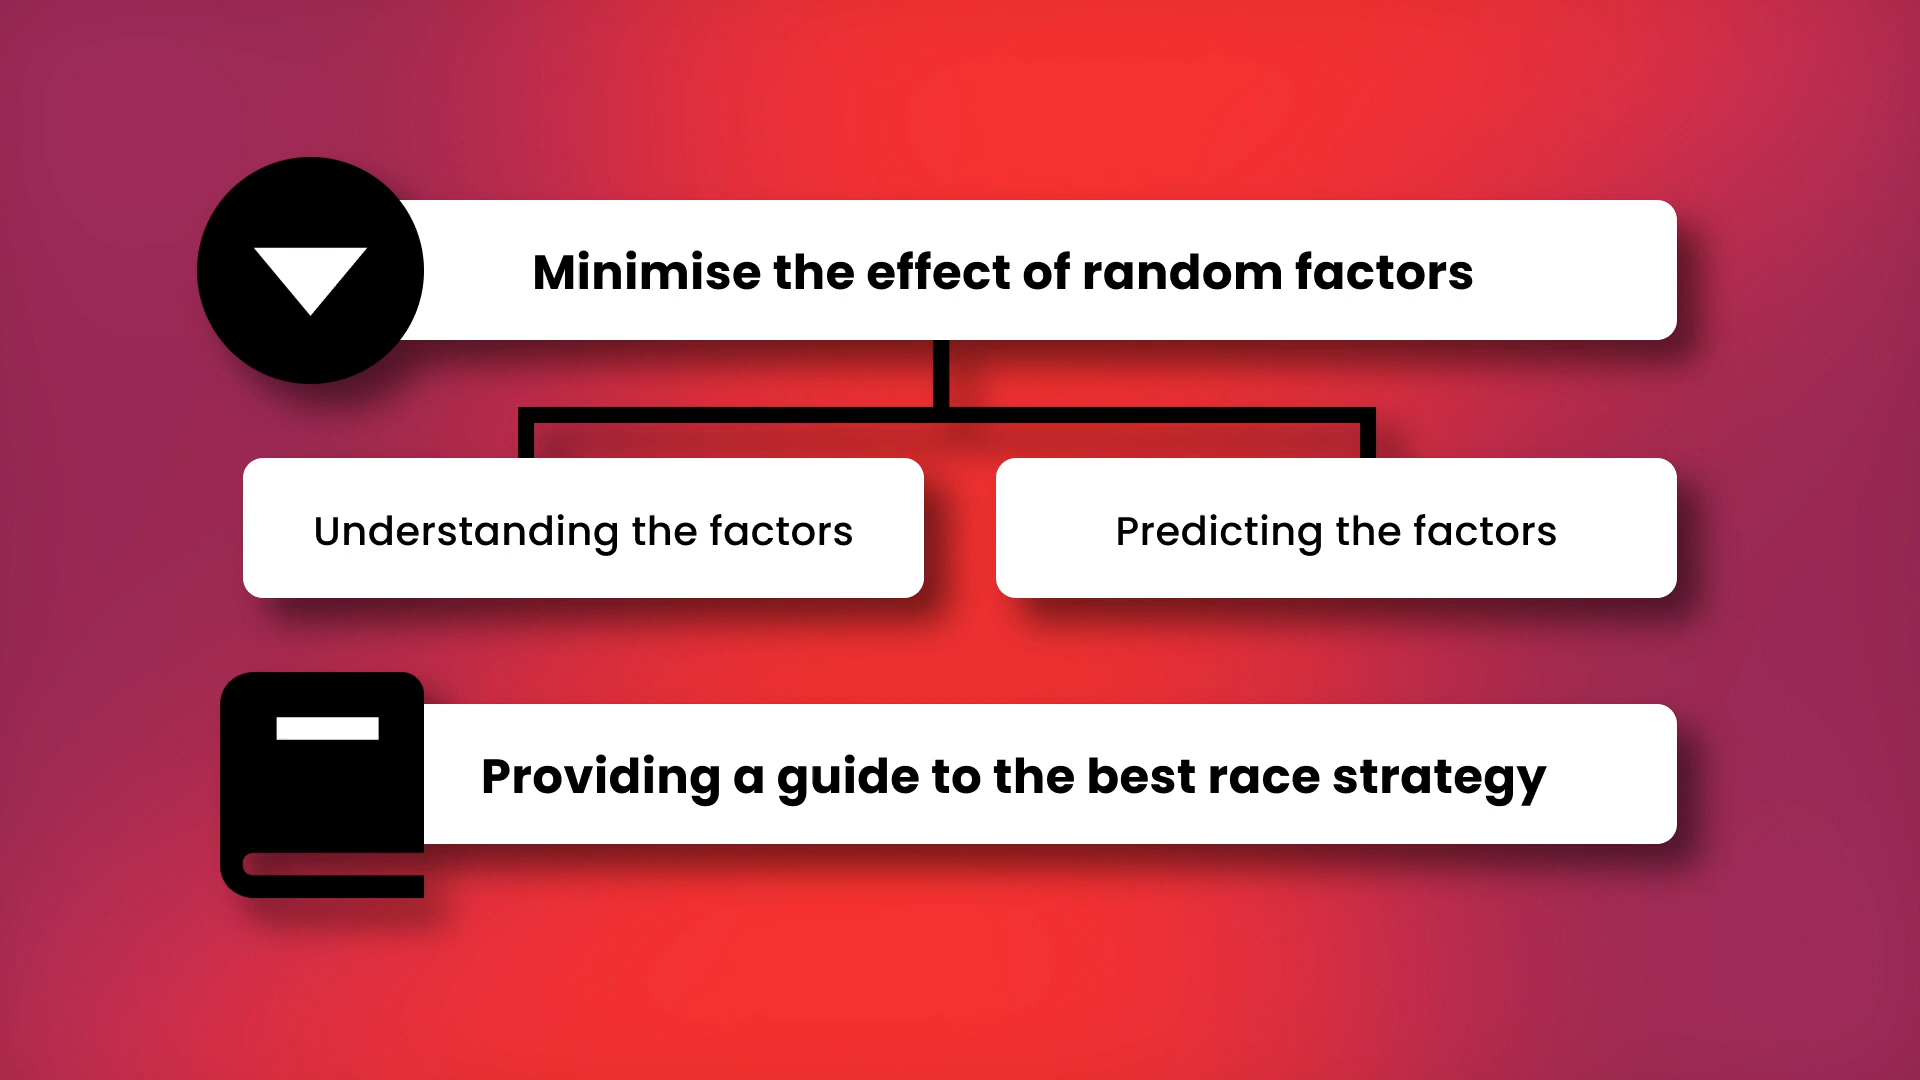 Minimise the effect of random factors
Understanding the factors
Predicting the factors
Providing a guide to the best race strategy